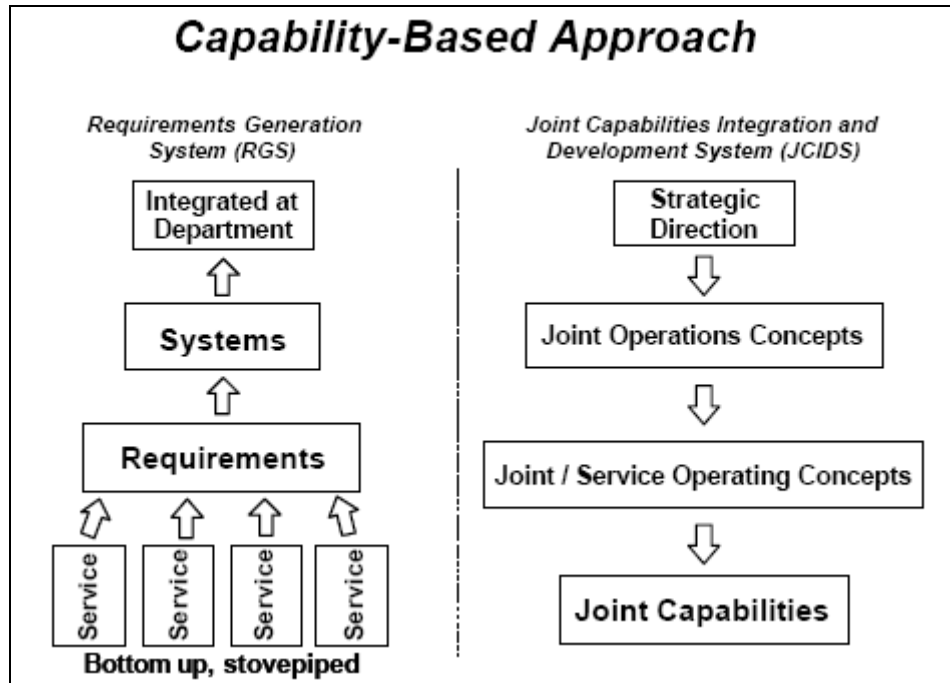 Capability-Based Approach
Requirements Generation
System (RGS)
Integrated at
Department
Systems
Requirements
Service
Service
Service
Service
Bottom up, stovepiped
Joint Capabilities Integration and
Development System (JCIDS)
Strategic
Direction
Joint Operations Concepts
Joint / Service Operating Concepts
Joint Capabilities